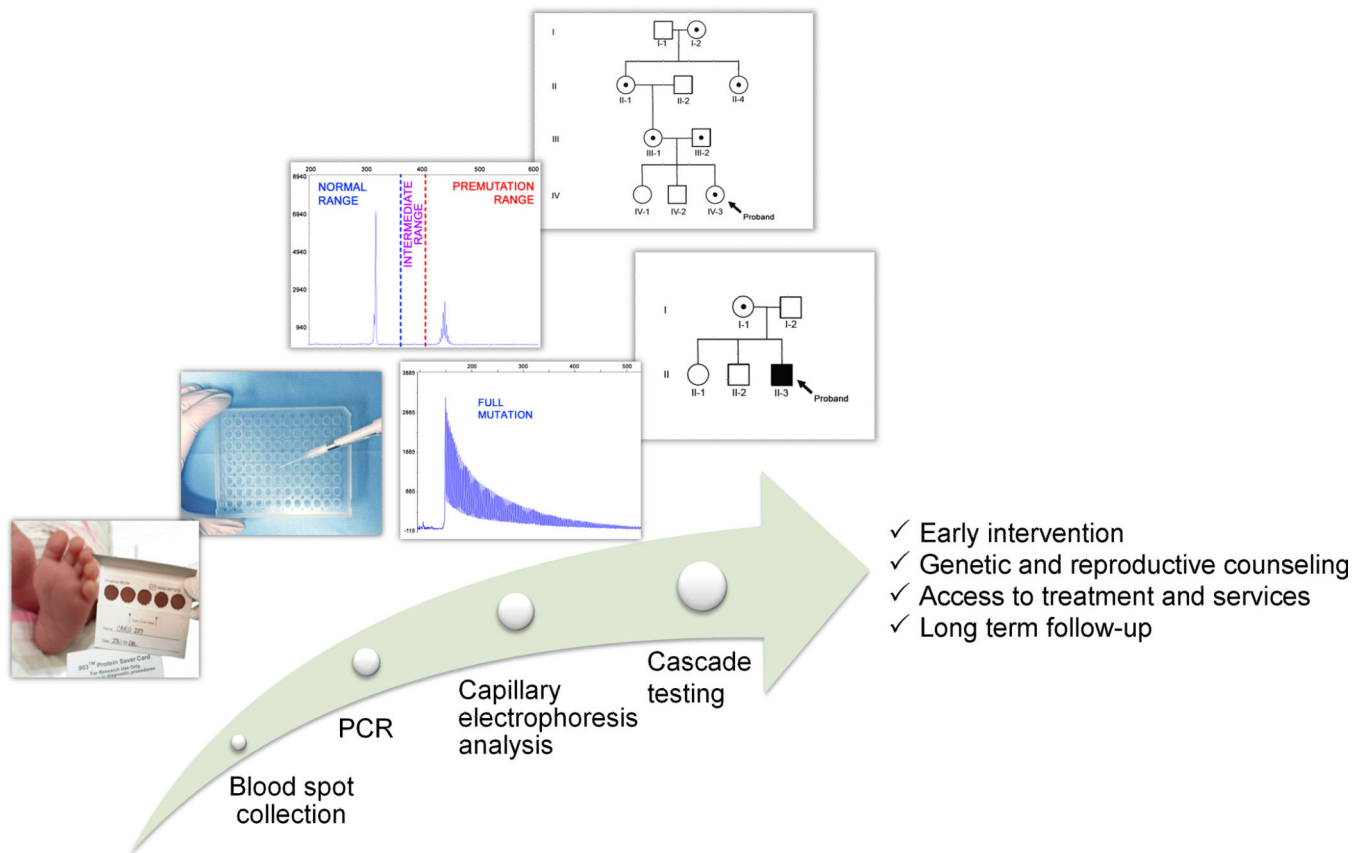 I
I-1
I-2
II
II-1
II-2
II-4
III
III-1
III-2
IV
IV-1
IV-2
IV-3
Proband
200 300 400 500 600
8940
6940
4940
2940
940
NORMAL
RANGE
INTERMEDIATE
RANGE
PREMUTATION
RANGE
I
I-1
I-2
II
II-1
II-2
II-3
Proband
200 300 400 500
3885
2885
1885
885
-115
FULL
MUTATION
903™ Protein Saver Card
For Research Use Only
Blood spot
collection
PCR
Capillary
electrophoresis
analysis
Cascade
testing
✓ Early intervention
✓ Genetic and reproductive counseling
✓ Access to treatment and services
✓ Long term follow-up